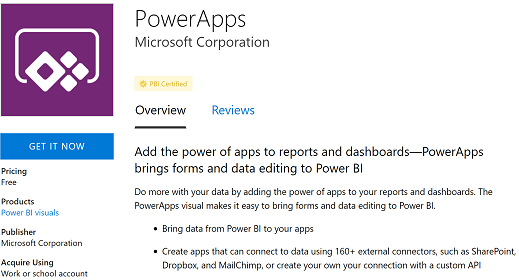 PowerApps
Microsoft Corporation
PBI Certified
Overview
Reviews
GET IT NOW
Pricing
Free
Products
Power BI visuals
Publisher
Microsoft Corporation
Acquire Using
Work or school account
Add the power of apps to reports and dashboards—PowerApps
brings forms and data editing to Power BI
Do more with your data by adding the power of apps to your reports and dashboards. The
PowerApps visual makes it easy to bring forms and data editing to Power BI.
• Bring data from Power BI to your apps
• Create apps that can connect to data using 160+ external connectors, such as SharePoint,
Dropbox, and MailChimp, or create your own your connection with a custom API